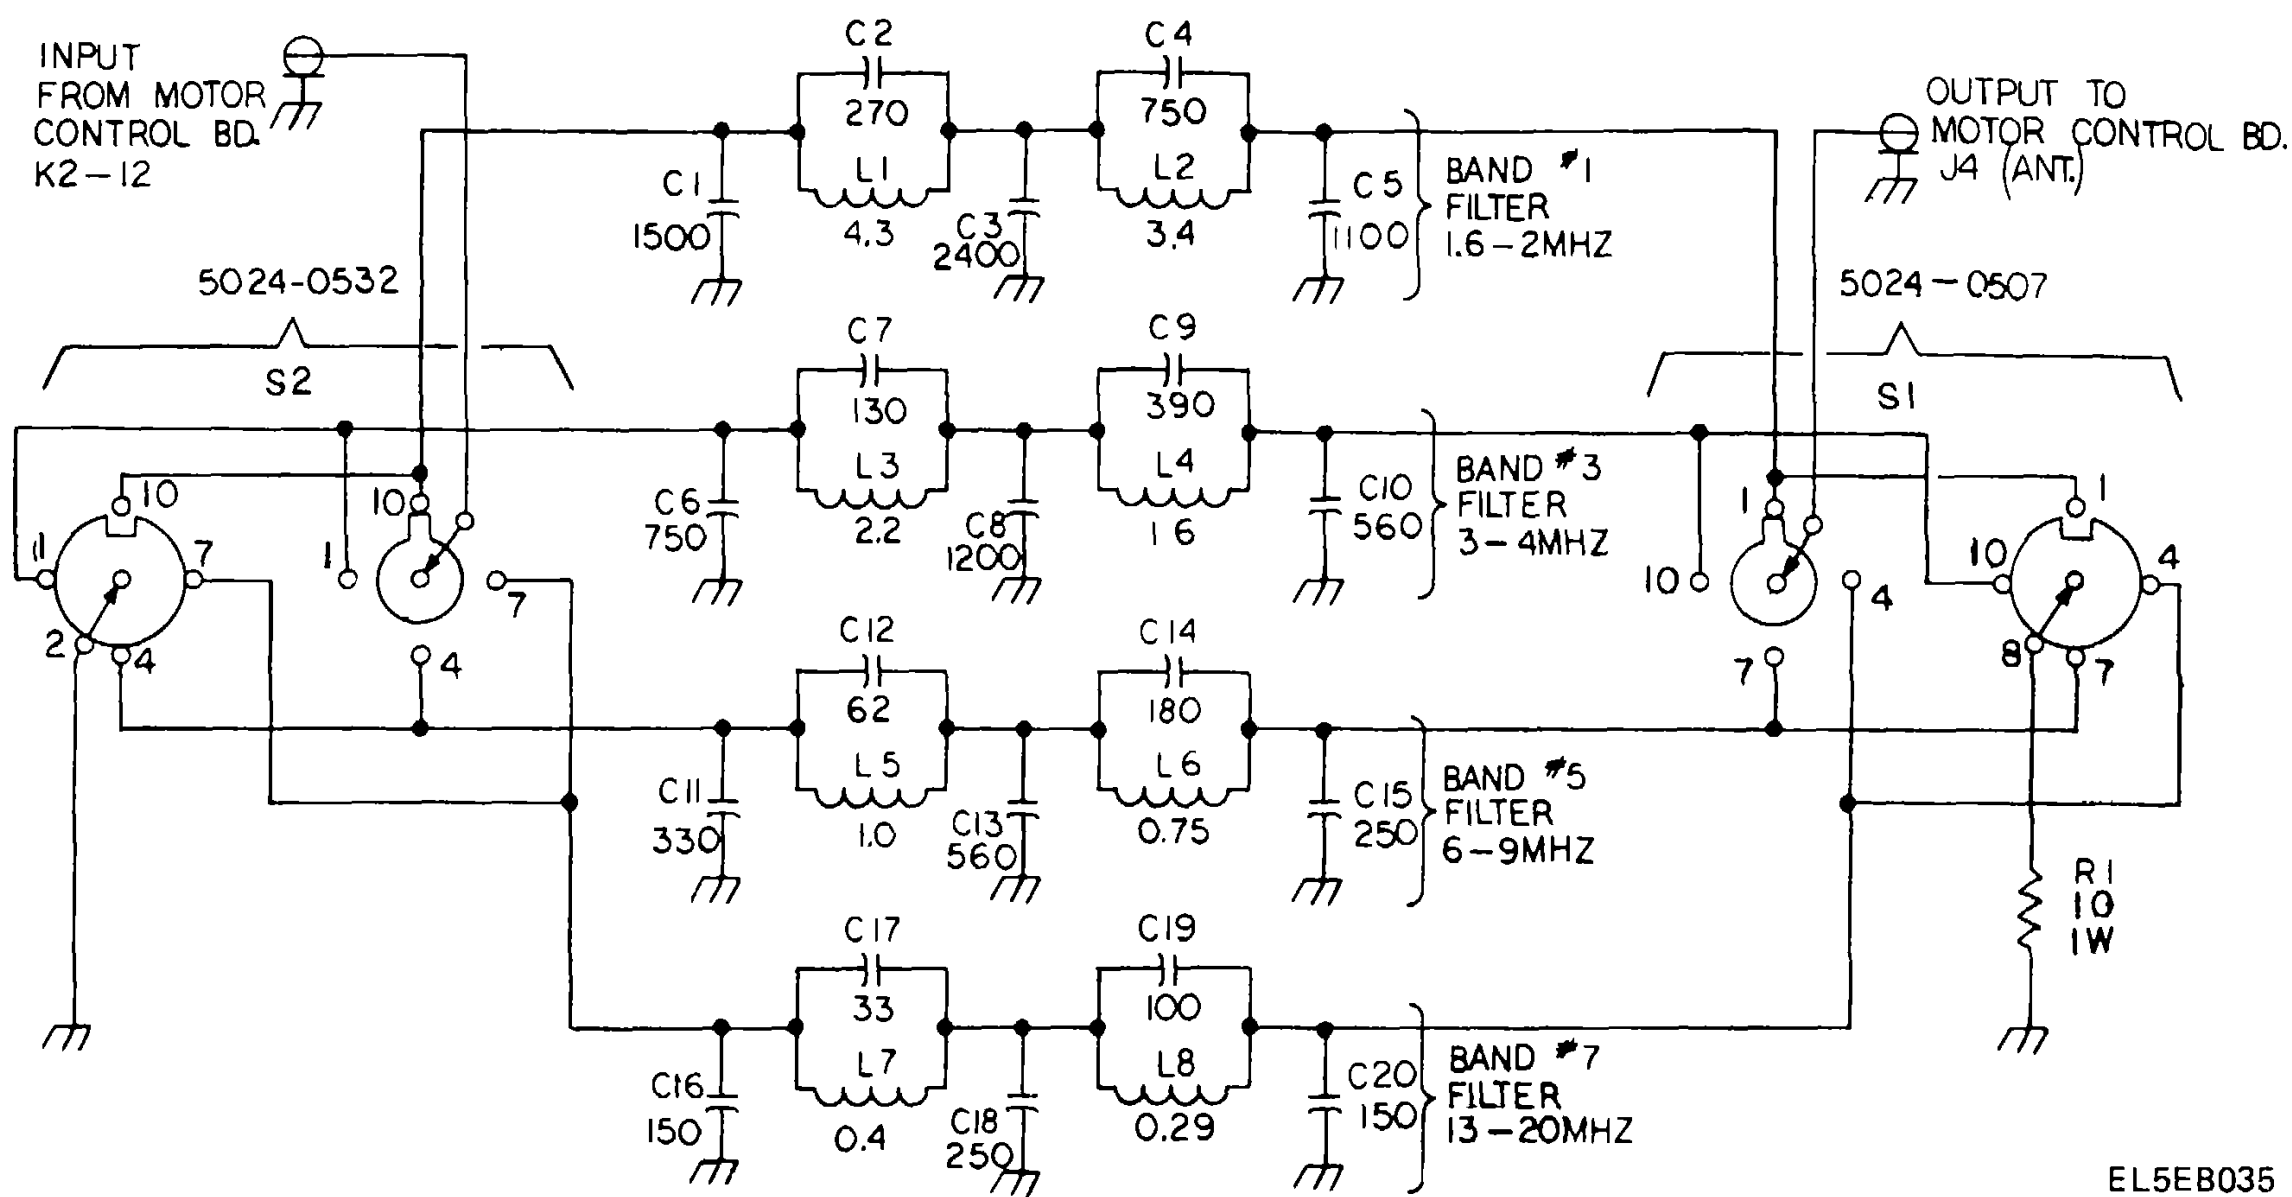 INPUT
FROM MOTOR
CONTROL BD.
K2-12
C2
270
L1
4.3
C4
750
L2
3.4
C1
1500
C3
2400
C5
1100
BAND #1
FILTER
1.6-2MHZ
OUTPUT TO
MOTOR CONTROL BD.
J4 (ANT.)
5024-0532
S2
5024-0507
S1
C7
130
L3
2.2
C9
390
L4
1 6
C6
750
C8
1200
C10
560
BAND #3
FILTER
3-4MHZ
10
1
7
2
4
10
1
7
4
1
10
4
7
1
10
4
8
7
C12
62
L5
1.0
C14
180
L6
0.75
C11
330
C13
560
C15
250
BAND #5
FILTER
6-9MHZ
R1
10
1W
C17
33
L7
0.4
C19
100
L8
0.29
C16
150
C18
250
C20
150
BAND #7
FILTER
13-20MHZ
EL5EB035